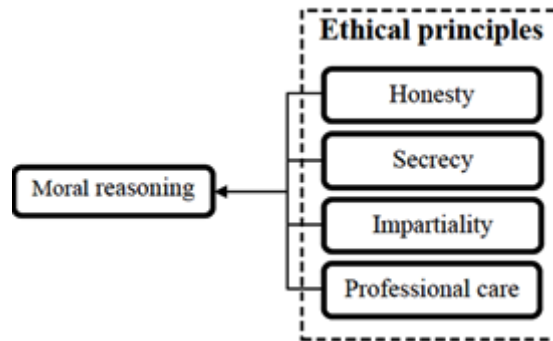 Ethical principles
Honesty
Secrecy
Moral reasoning
Impartiality
Professional care